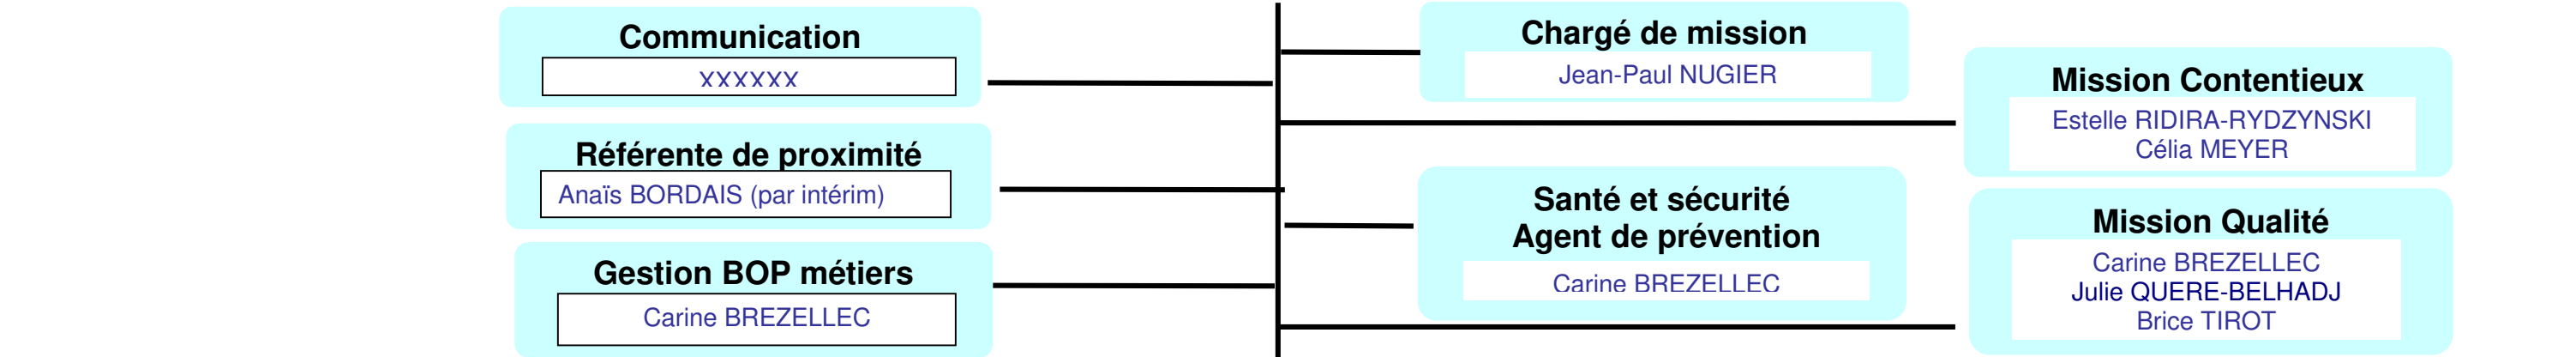 Communication
XXXXXX
Référente de proximité
Anaïs BORDAIS (par intérim)
Gestion BOP métiers
Carine BREZELLEC
Chargé de mission
Jean-Paul NUGIER
Santé et sécurité
Agent de prévention
Carine BREZELLEC
Mission Contentieux
Estelle RIDIRA-RYDZYNSKI
Célia MEYER
Mission Qualité
Carine BREZELLEC
Julie QUERE-BELHADJ
Brice TIROT